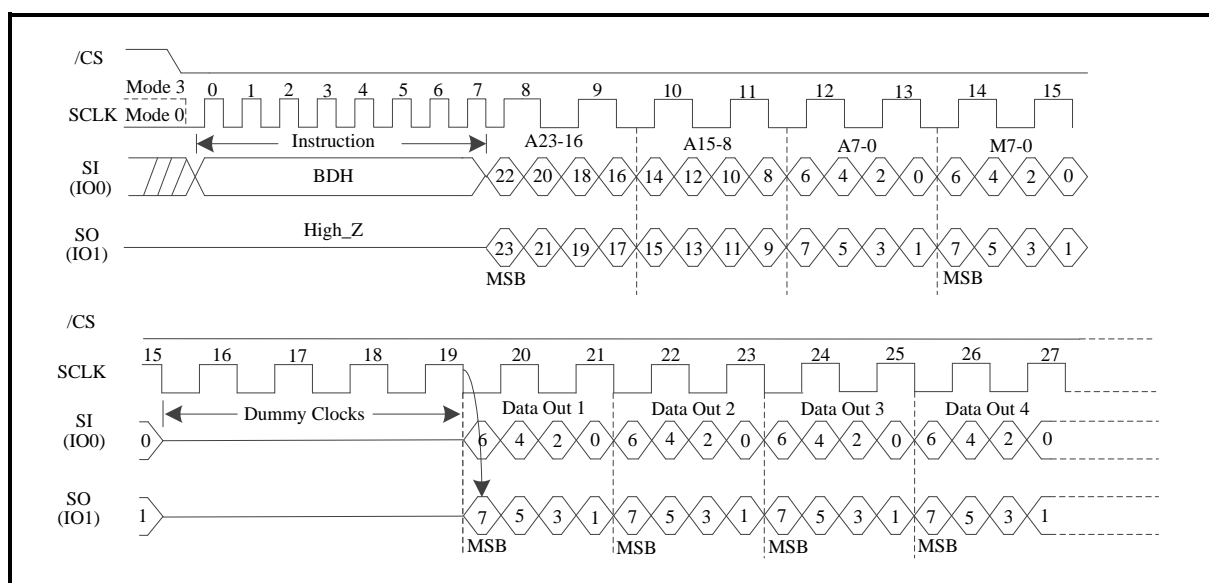 /CS
Mode 3
0 1 2 3 4 5 6 7 8 9 10 11 12 13 14 15
SCLK Mode 0
Instruction A23-16 A15-8 A7-0 M7-0
SI
(IO0)
BDH 22 20 18 16 14 12 10 8 6 4 2 0 6 4 2 0
High_Z
SO
(IO1)
23 21 19 17 15 13 11 9 7 5 3 1 7 5 3 1
MSB MSB
/CS
15 16 17 18 19 20 21 22 23 24 25 26 27
SCLK
Dummy Clocks Data Out 1 Data Out 2 Data Out 3 Data Out 4
SI
(IO0)
0 6 4 2 0 6 4 2 0 6 4 2 0 6 4 2 0
SO
(IO1)
1 7 5 3 1 7 5 3 1 7 5 3 1 7 5 3 1
MSB MSB MSB MSB